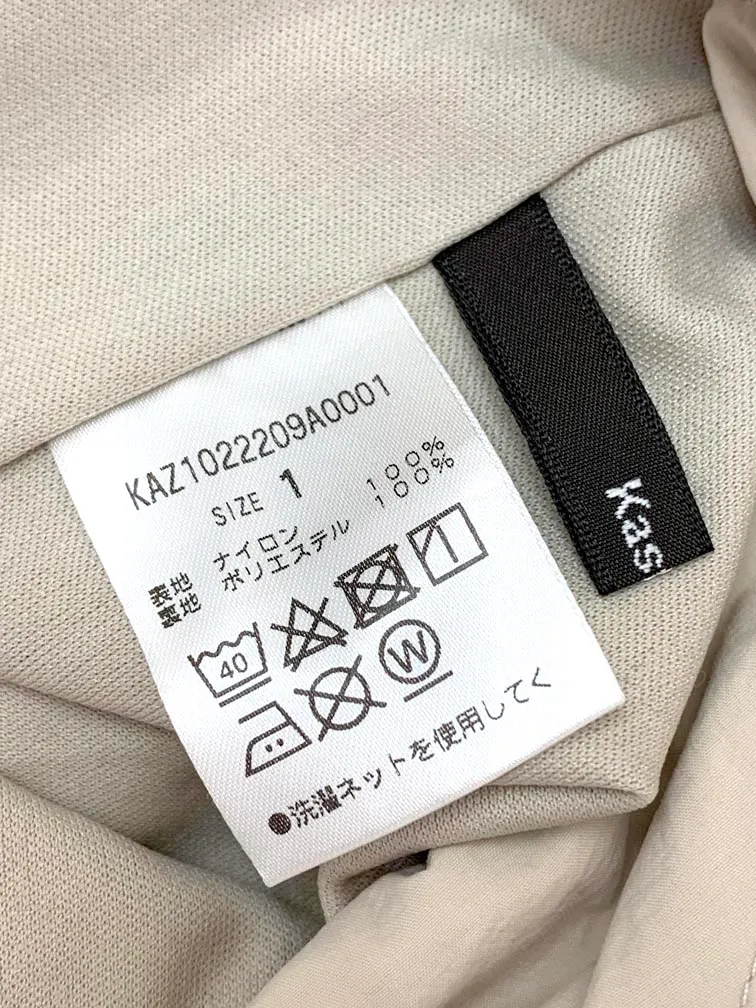 KAZ1022209A0001
SIZE 1
表地 ナイロン 100%
裏地 ポリエステル 100%
40
W
●洗濯ネットを使用してく
Kas